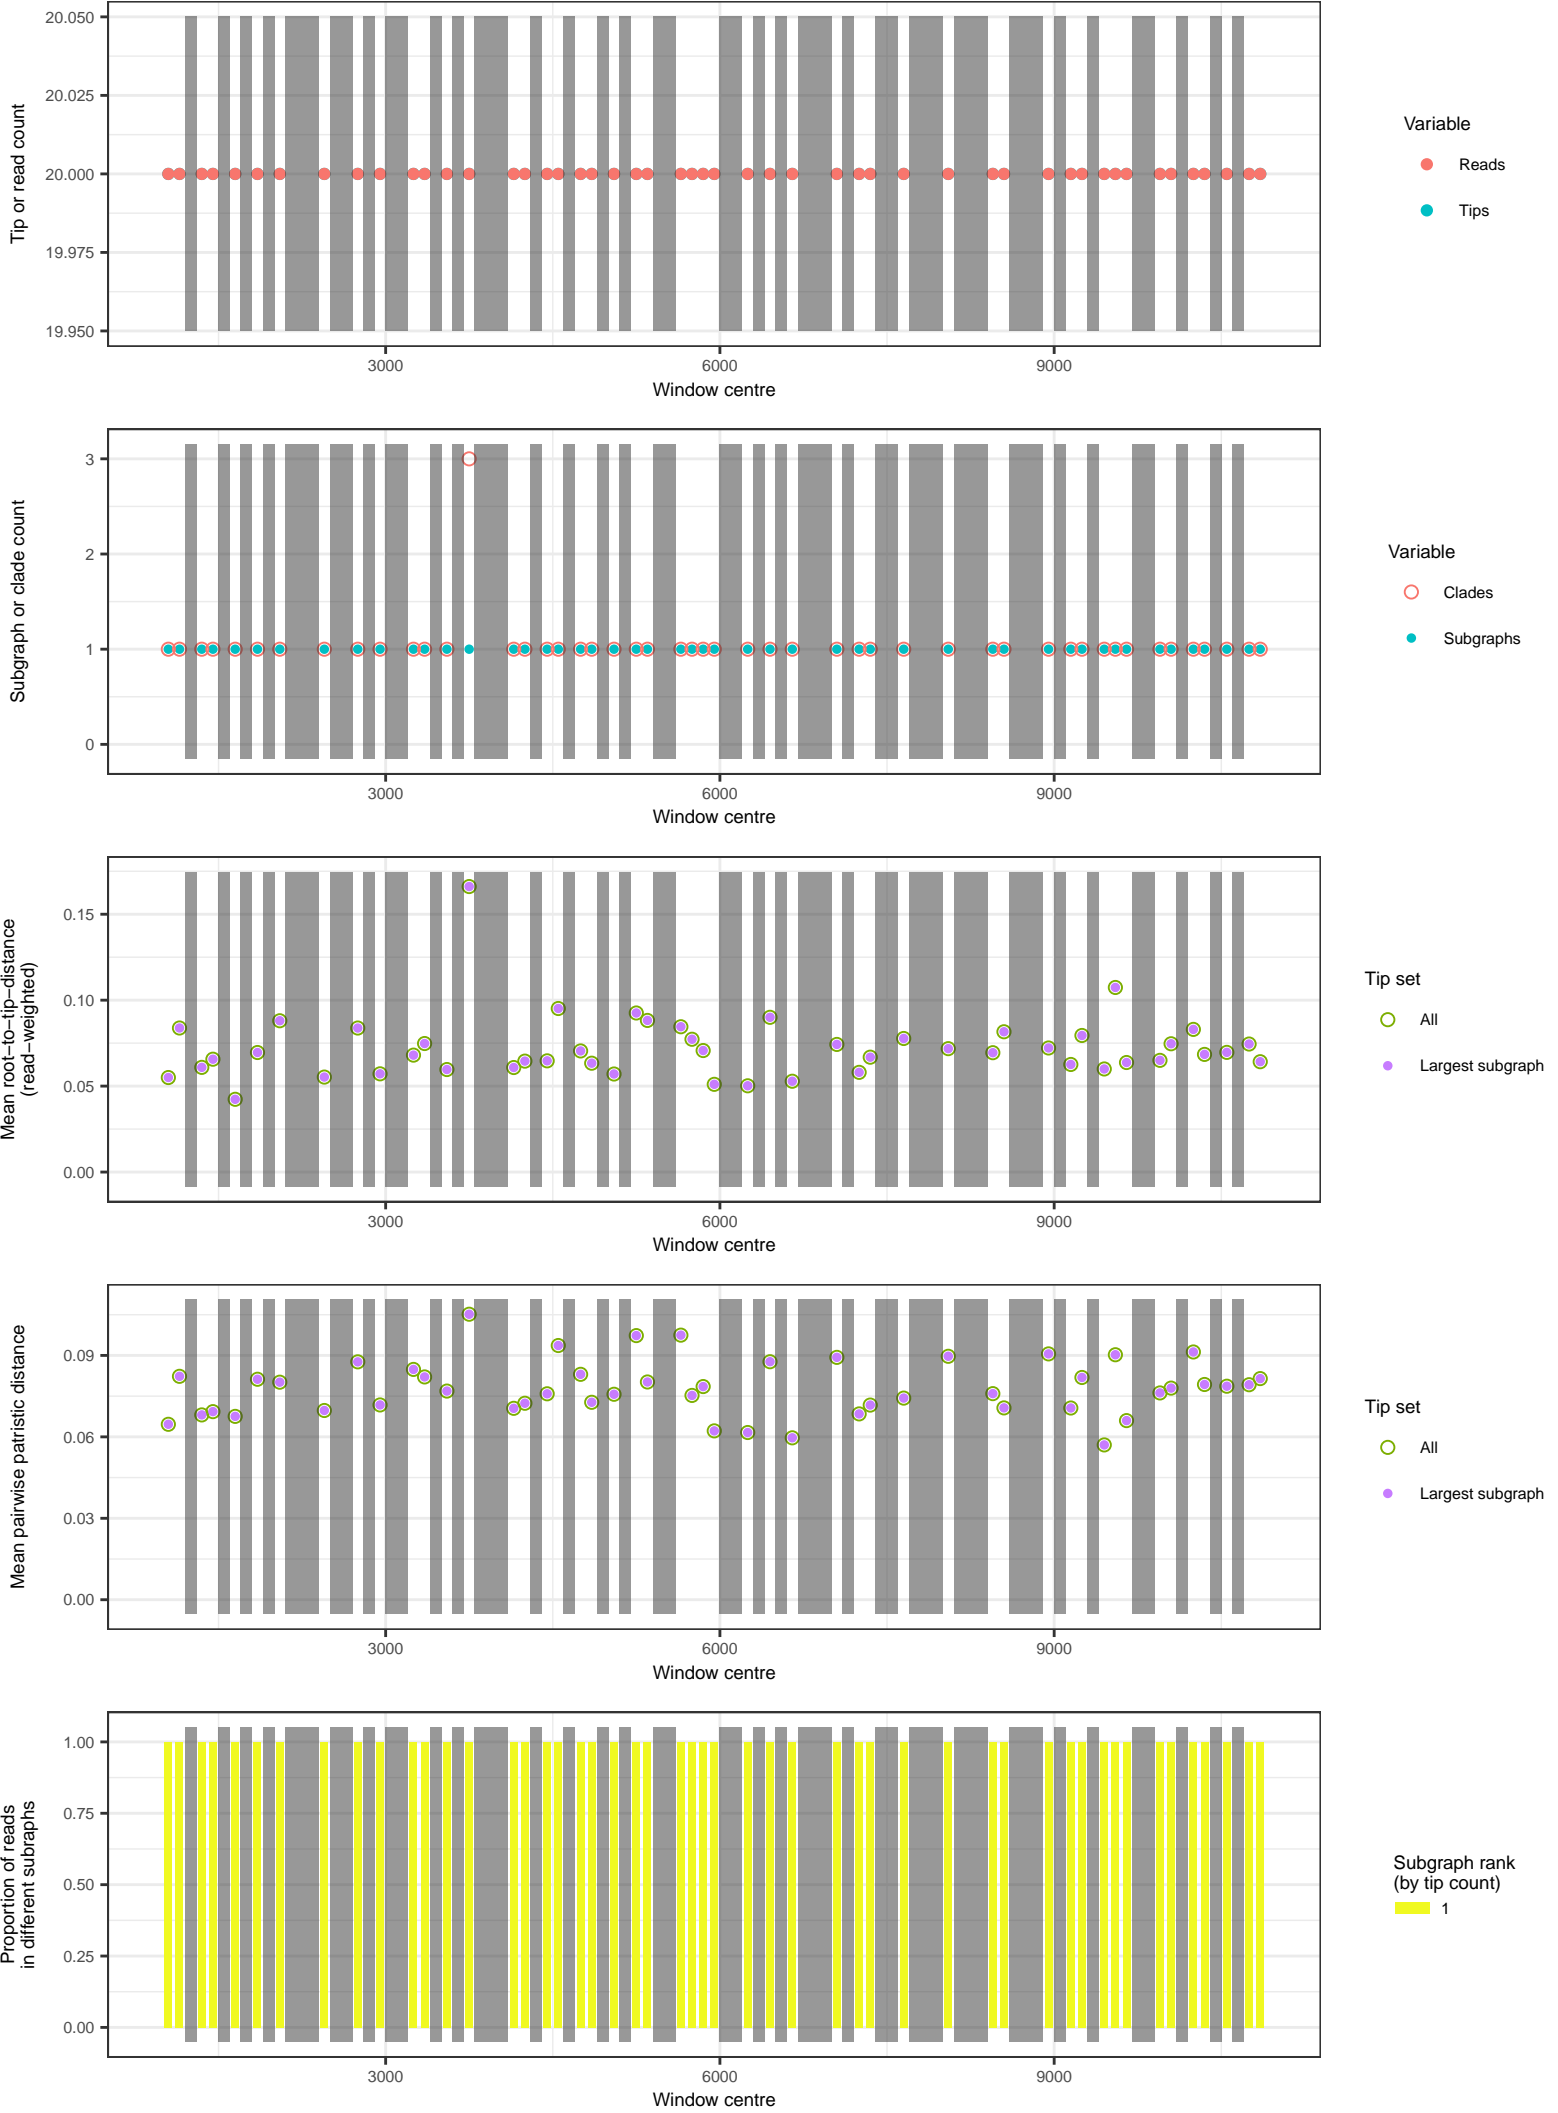 20.050
20.025
20.000
19.975
19.950
Tip or read count
3000
6000
9000
Window centre
Variable
Reads
Tips
3
2
1
0
Subgraph or clade count
3000
6000
9000
Window centre
Variable
Clades
Subgraphs
0.15
0.10
0.05
0.00
Mean root−to−tip−distance
(read−weighted)
3000
6000
9000
Window centre
Tip set
All
Largest subgraph
0.09
0.06
0.03
0.00
Mean pairwise patristic distance
3000
6000
9000
Window centre
Tip set
All
Largest subgraph
1.00
0.75
0.50
0.25
0.00
Proportion of reads
in different subraphs
3000
6000
9000
Window centre
Subgraph rank
(by tip count)
1